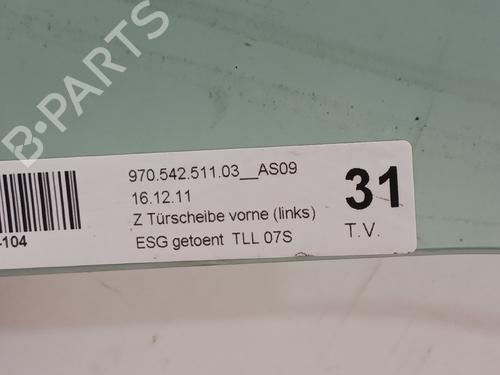 B-PARTS
970.542.511.03__AS09
16.12.11
Z Türscheibe vorne (links)
ESG getoent TLL 07S
31
T.V.
-104